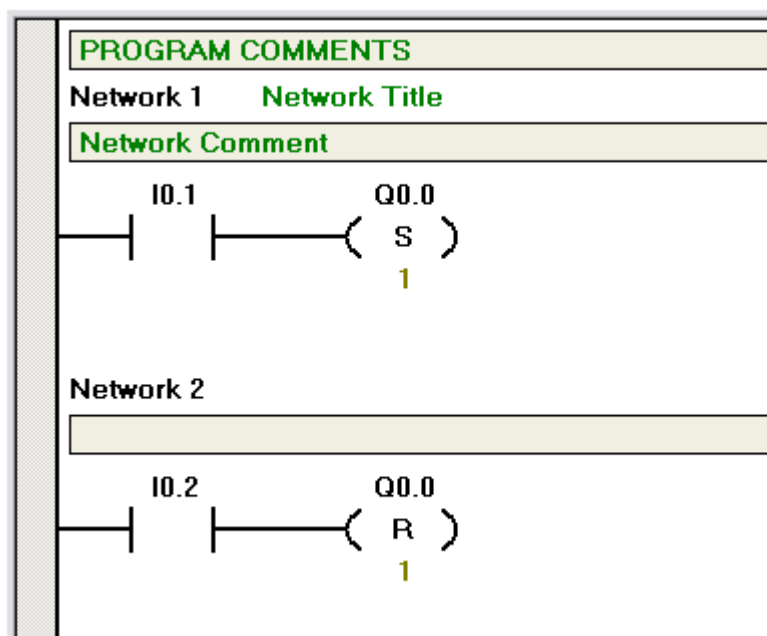 PROGRAM COMMENTS
Network 1 Network Title
Network Comment
I0.1 Q0.0
S
1
Network 2
I0.2 Q0.0
R
1